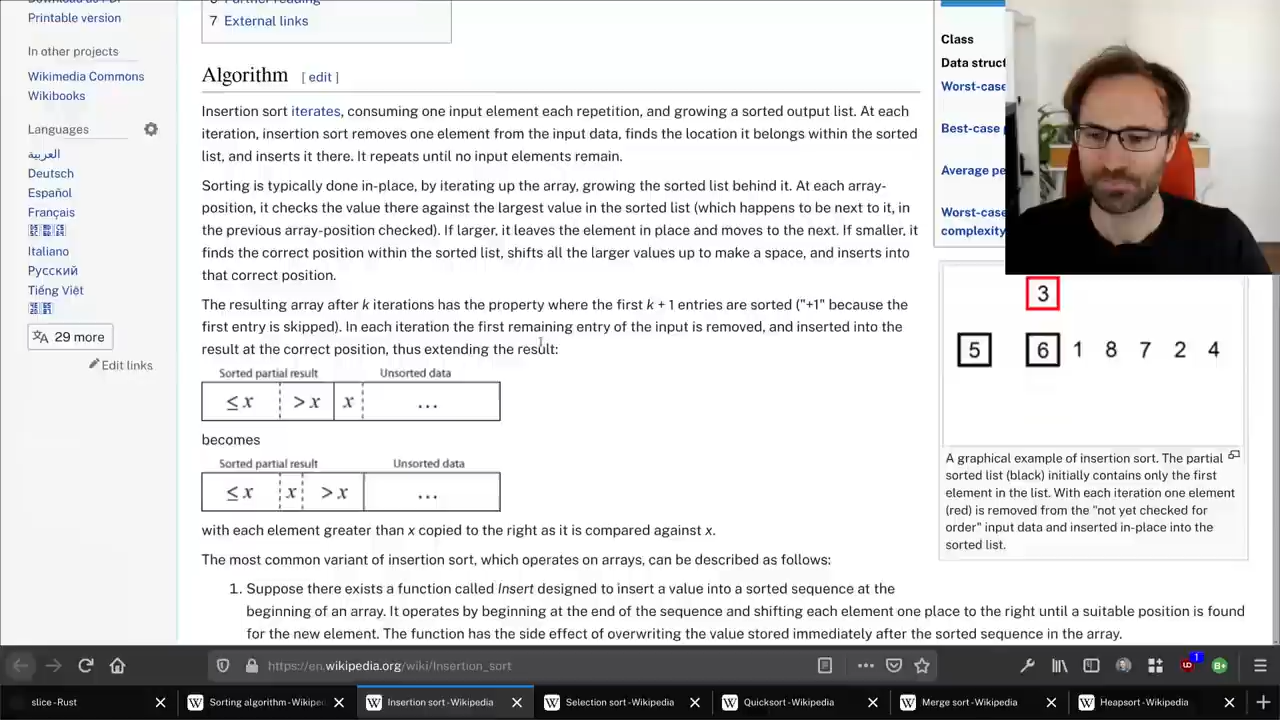 Printable version
7 External links
In other projects
Wikimedia Commons
Wikibooks
Languages
العربية
Deutsch
Español
Français
Italiano
Русский
Tiếng Việt
29 more
Edit links
Algorithm [ edit ]
Insertion sort iterates, consuming one input element each repetition, and growing a sorted output list. At each
iteration, insertion sort removes one element from the input data, finds the location it belongs within the sorted
list, and inserts it there. It repeats until no input elements remain.
Sorting is typically done in-place, by iterating up the array, growing the sorted list behind it. At each array-
position, it checks the value there against the largest value in the sorted list (which happens to be next to it, in
the previous array-position checked). If larger, it leaves the element in place and moves to the next. If smaller, it
finds the correct position within the sorted list, shifts all the larger values up to make a space, and inserts into
that correct position.
The resulting array after k iterations has the property where the first k + 1 entries are sorted ("+1" because the
first entry is skipped). In each iteration the first remaining entry of the input is removed, and inserted into the
result at the correct position, thus extending the result:
Sorted partial result Unsorted data
≤ x > x x ...
becomes
Sorted partial result Unsorted data
≤ x x > x ...
with each element greater than x copied to the right as it is compared against x.
The most common variant of insertion sort, which operates on arrays, can be described as follows:
1. Suppose there exists a function called Insert designed to insert a value into a sorted sequence at the
beginning of an array. It operates by beginning at the end of the sequence and shifting each element one place to the right until a suitable position is found
for the new element. The function has the side effect of overwriting the value stored immediately after the sorted sequence in the array.
Class
Data struct
Worst-case
Best-case
Average pe
Worst-case
complexity
3
5 6 1 8 7 2 4
A graphical example of insertion sort. The partial
sorted list (black) initially contains only the first
element in the list. With each iteration one element
(red) is removed from the "not yet checked for
order" input data and inserted in-place into the
sorted list.
https://en.wikipedia.org/wiki/Insertion_sort
1
slice - Rust
Sorting algorithm - Wikiped
Insertion sort - Wikipedia
Selection sort - Wikipedia
Quicksort - Wikipedia
Merge sort - Wikipedia
Heapsort - Wikipedia